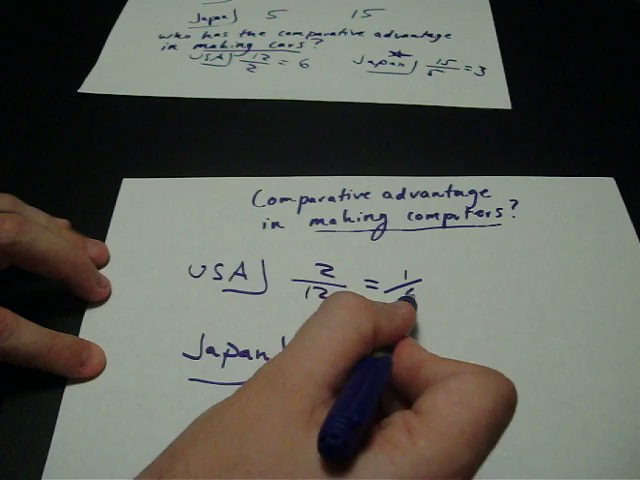 Japan 5 15
who has the comparative advantage
in making cars?
USA 12/2 = 6 Japan 15/5 = 3
Comparative advantage
in making computers?
USA 2/12 = 1/6
Japan